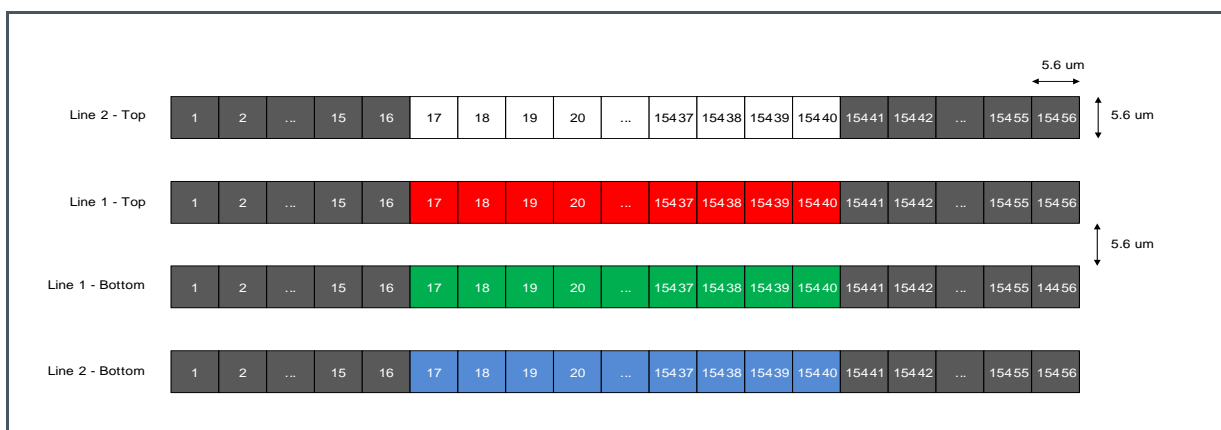 5.6 um
Line 2 - Top 1 2 ... 15 16 17 18 19 20 ... 15437 15438 15439 15440 15441 15442 ... 15455 15456
5.6 um
Line 1 - Top 1 2 ... 15 16 17 18 19 20 ... 15437 15438 15439 15440 15441 15442 ... 15455 15456
5.6 um
Line 1 - Bottom 1 2 ... 15 16 17 18 19 20 ... 15437 15438 15439 15440 15441 15442 ... 15455 14456
Line 2 - Bottom 1 2 ... 15 16 17 18 19 20 ... 15437 15438 15439 15440 15441 15442 ... 15455 15456